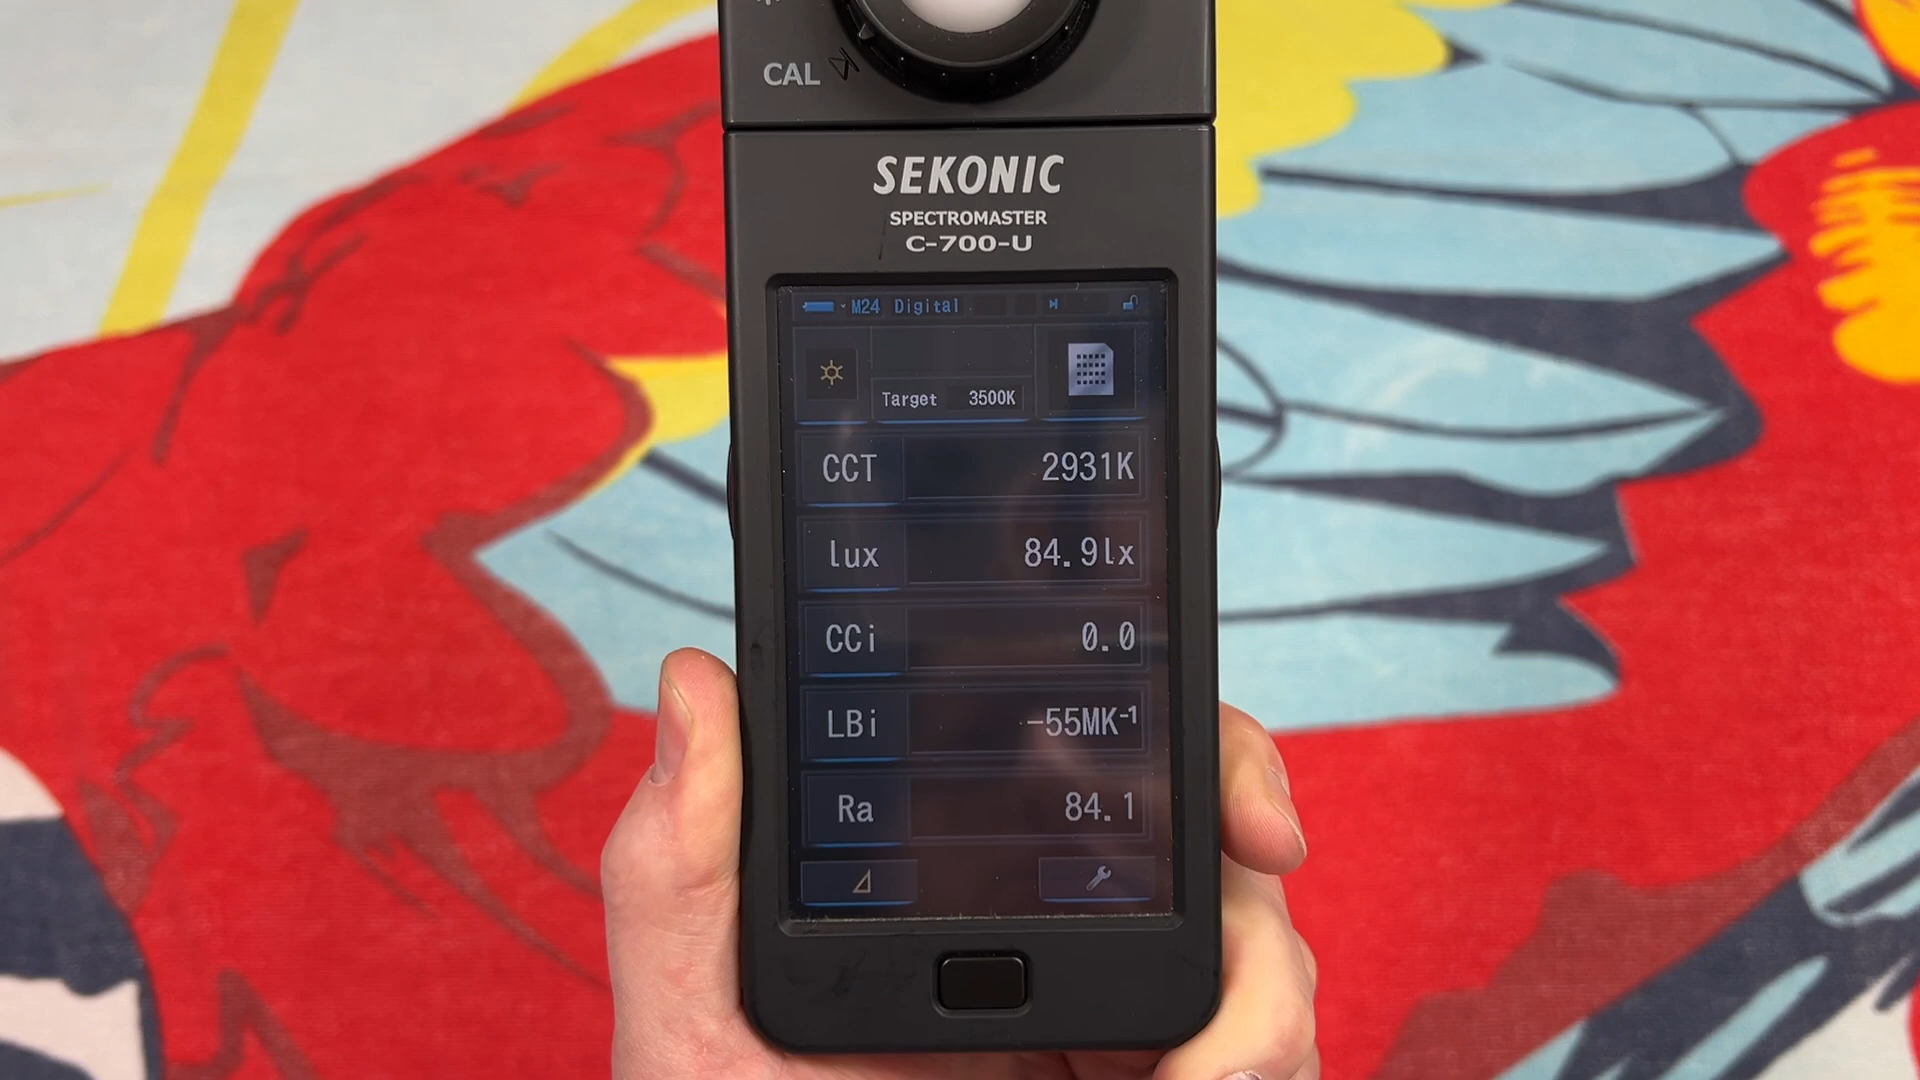 CAL
SEKONIC
SPECTROMASTER
C-700-U
M24 Digital
Target 3500K
CCT 2931K
lux 84.9lx
CCi 0.0
LBi -55MK⁻¹
Ra 84.1